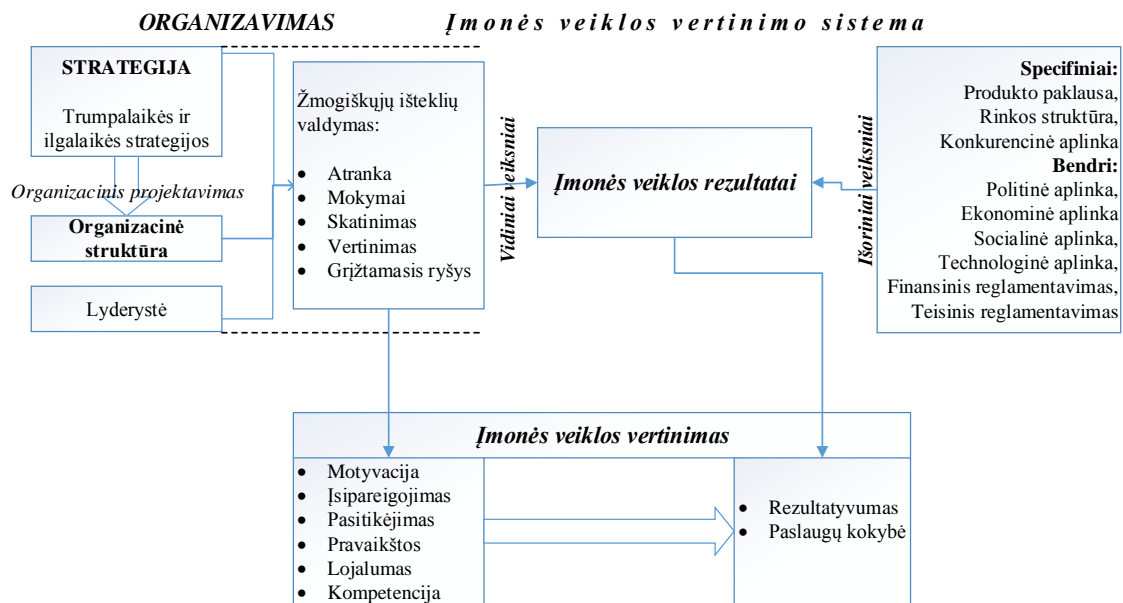 ORGANIZAVIMAS
Įmonės veiklos vertinimo sistema
STRATEGIJA
Trumpalaikės ir
ilgalaikės strategijos
Organizacinis projektavimas
Organizacinė
struktūra
Lyderystė
Žmogiškųjų išteklių
valdymas:
• Atranka
• Mokymai
• Skatinimas
• Vertinimas
• Grįžtamasis ryšys
Vidiniai veiksniai
Įmonės veiklos rezultatai
Išoriniai veiksniai
Specifiniai:
Produkto paklausa,
Rinkos struktūra,
Konkurencinė aplinka
Bendri:
Politinė aplinka,
Ekonominė aplinka
Socialinė aplinka,
Technologinė aplinka,
Finansinis reglamentavimas,
Teisinis reglamentavimas
Įmonės veiklos vertinimas
• Motyvacija
• Įsipareigojimas
• Pasitikėjimas
• Pravaikštos
• Lojalumas
• Kompetencija
• Rezultatyvumas
• Paslaugų kokybė